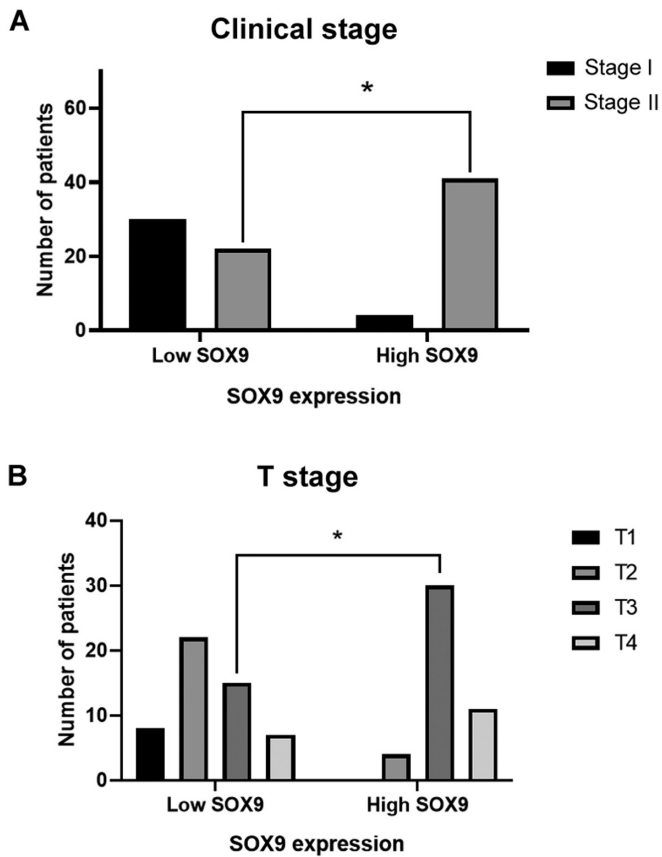 A
Clinical stage
Number of patients
60
40
20
0
Low SOX9
High SOX9
SOX9 expression
*
Stage I
Stage II
B
T stage
Number of patients
40
30
20
10
0
Low SOX9
High SOX9
SOX9 expression
*
T1
T2
T3
T4